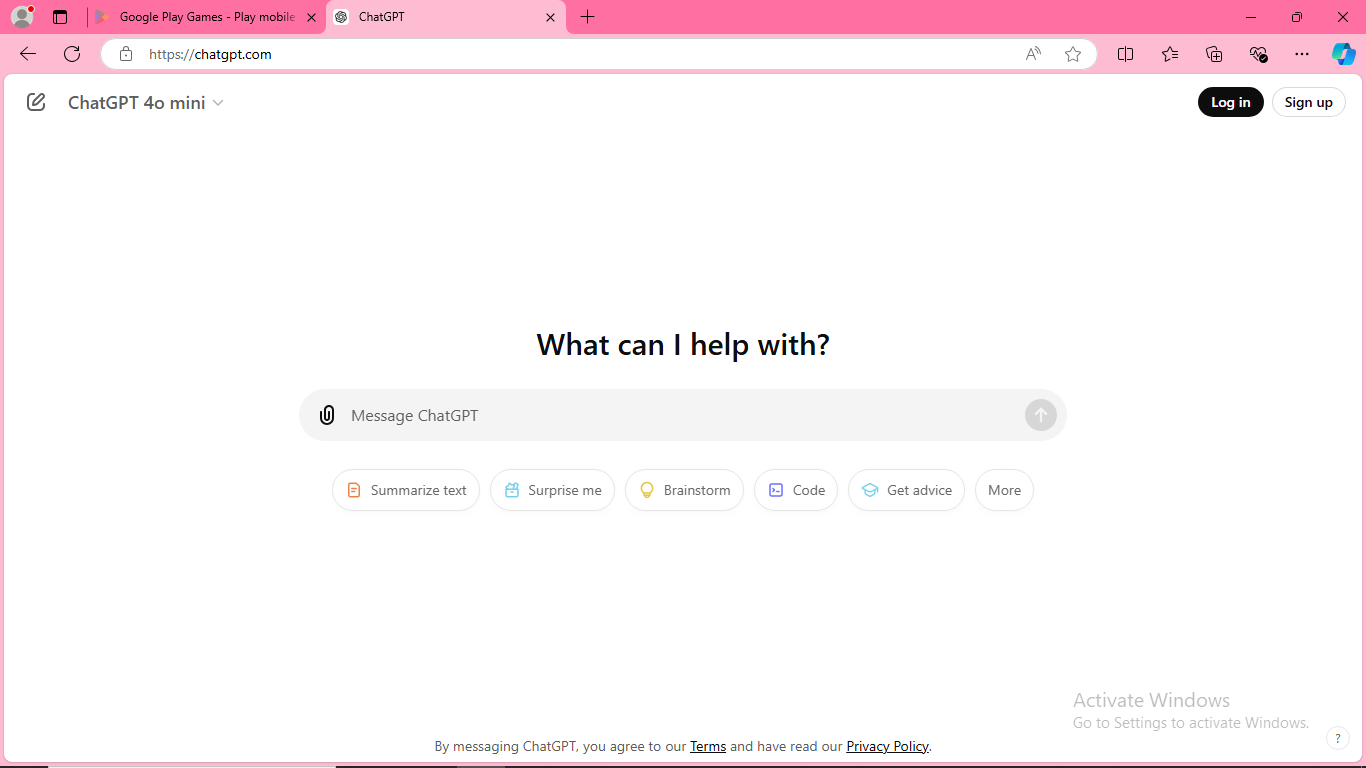 Google Play Games - Play mobile
ChatGPT
https://chatgpt.com
ChatGPT 4o mini
Log in
Sign up
What can I help with?
Message ChatGPT
Summarize text
Surprise me
Brainstorm
Code
Get advice
More
Activate Windows
Go to Settings to activate Windows.
By messaging ChatGPT, you agree to our Terms and have read our Privacy Policy.
?